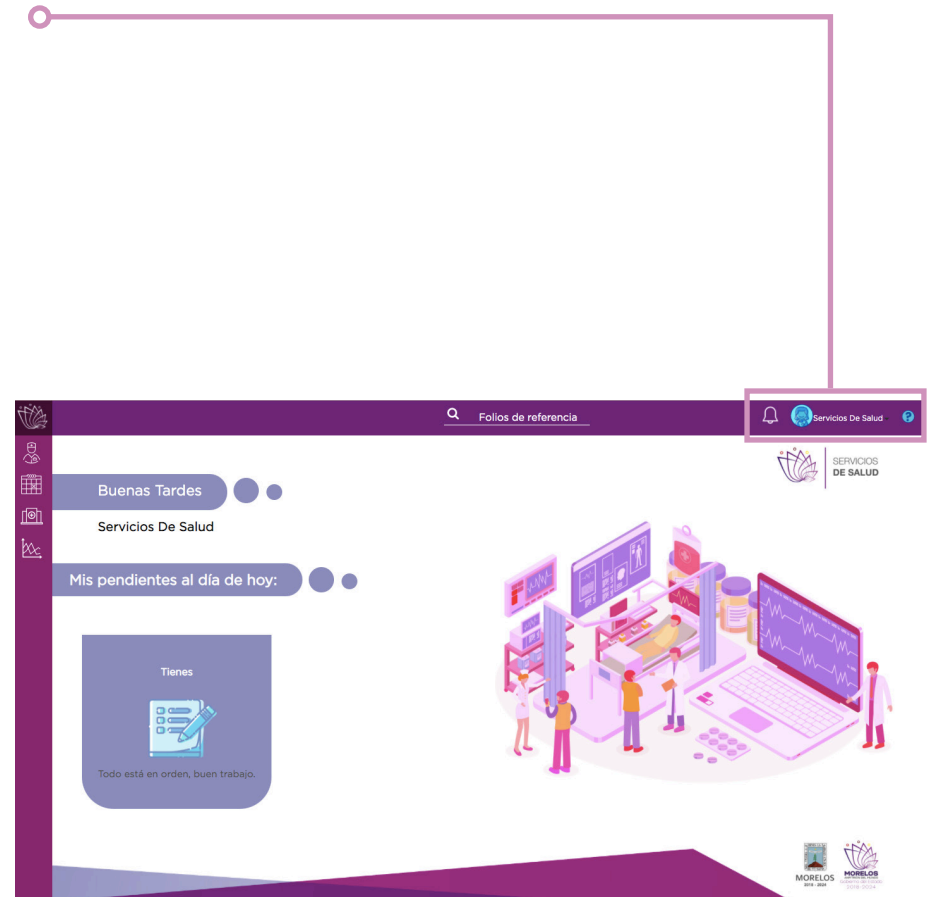 Folios de referencia
Servicios De Salud
?
SERVICIOS
DE SALUD
Buenas Tardes
Servicios De Salud
Mis pendientes al día de hoy:
Tienes
Todo está en orden, buen trabajo.
MORELOS
2018 - 2024
MORELOS
2018-2024